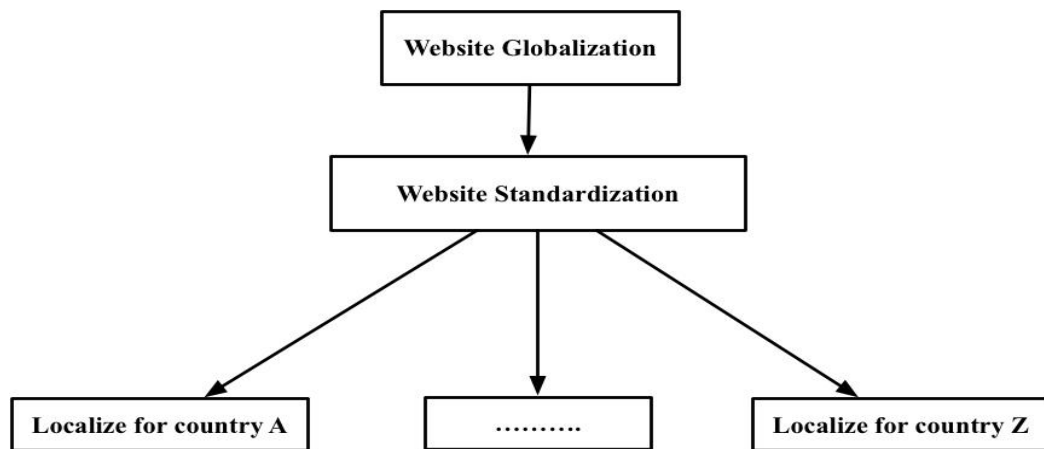 Website Globalization
Website Standardization
Localize for country A
..........
Localize for country Z